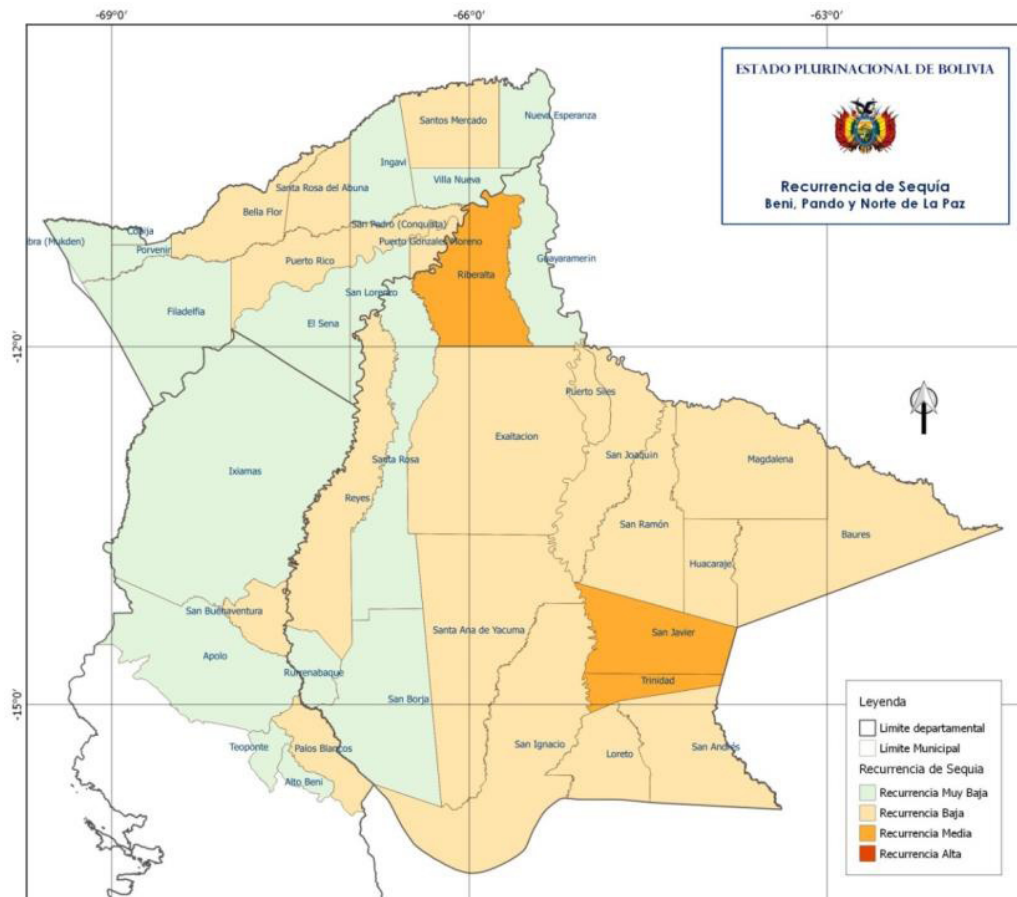 -69°0'
-66°0'
-63°0'
ESTADO PLURINACIONAL DE BOLIVIA
Recurrencia de Sequía
Beni, Pando y Norte de La Paz
Santos Mercado
Nueva Esperanza
Ingavi
Villa Nueva
Santa Rosa del Abuna
Bella Flor
San Pedro (Conquista)
Cobija
bra (Mukden)
Porvenir
Puerto Gonzales Moreno
Puerto Rico
Riberalta
Guayaramerín
San Lorenzo
Filadelfia
El Sena
-12°0'
Puerto Siles
Exaltacion
San Joaquin
Santa Rosa
Magdalena
Ixiamas
Reyes
San Ramón
Baures
Huacaraje
San Buenaventura
Santa Ana de Yacuma
San Javier
Apolo
Rurrenabaque
Trinidad
San Borja
-15°0'
Teoponte
Palos Blancos
San Ignacio
Loreto
San Andrés
Alto Beni
Leyenda
Limite departamental
Límite Municipal
Recurrencia de Sequia
Recurrencia Muy Baja
Recurrencia Baja
Recurrencia Media
Recurrencia Alta